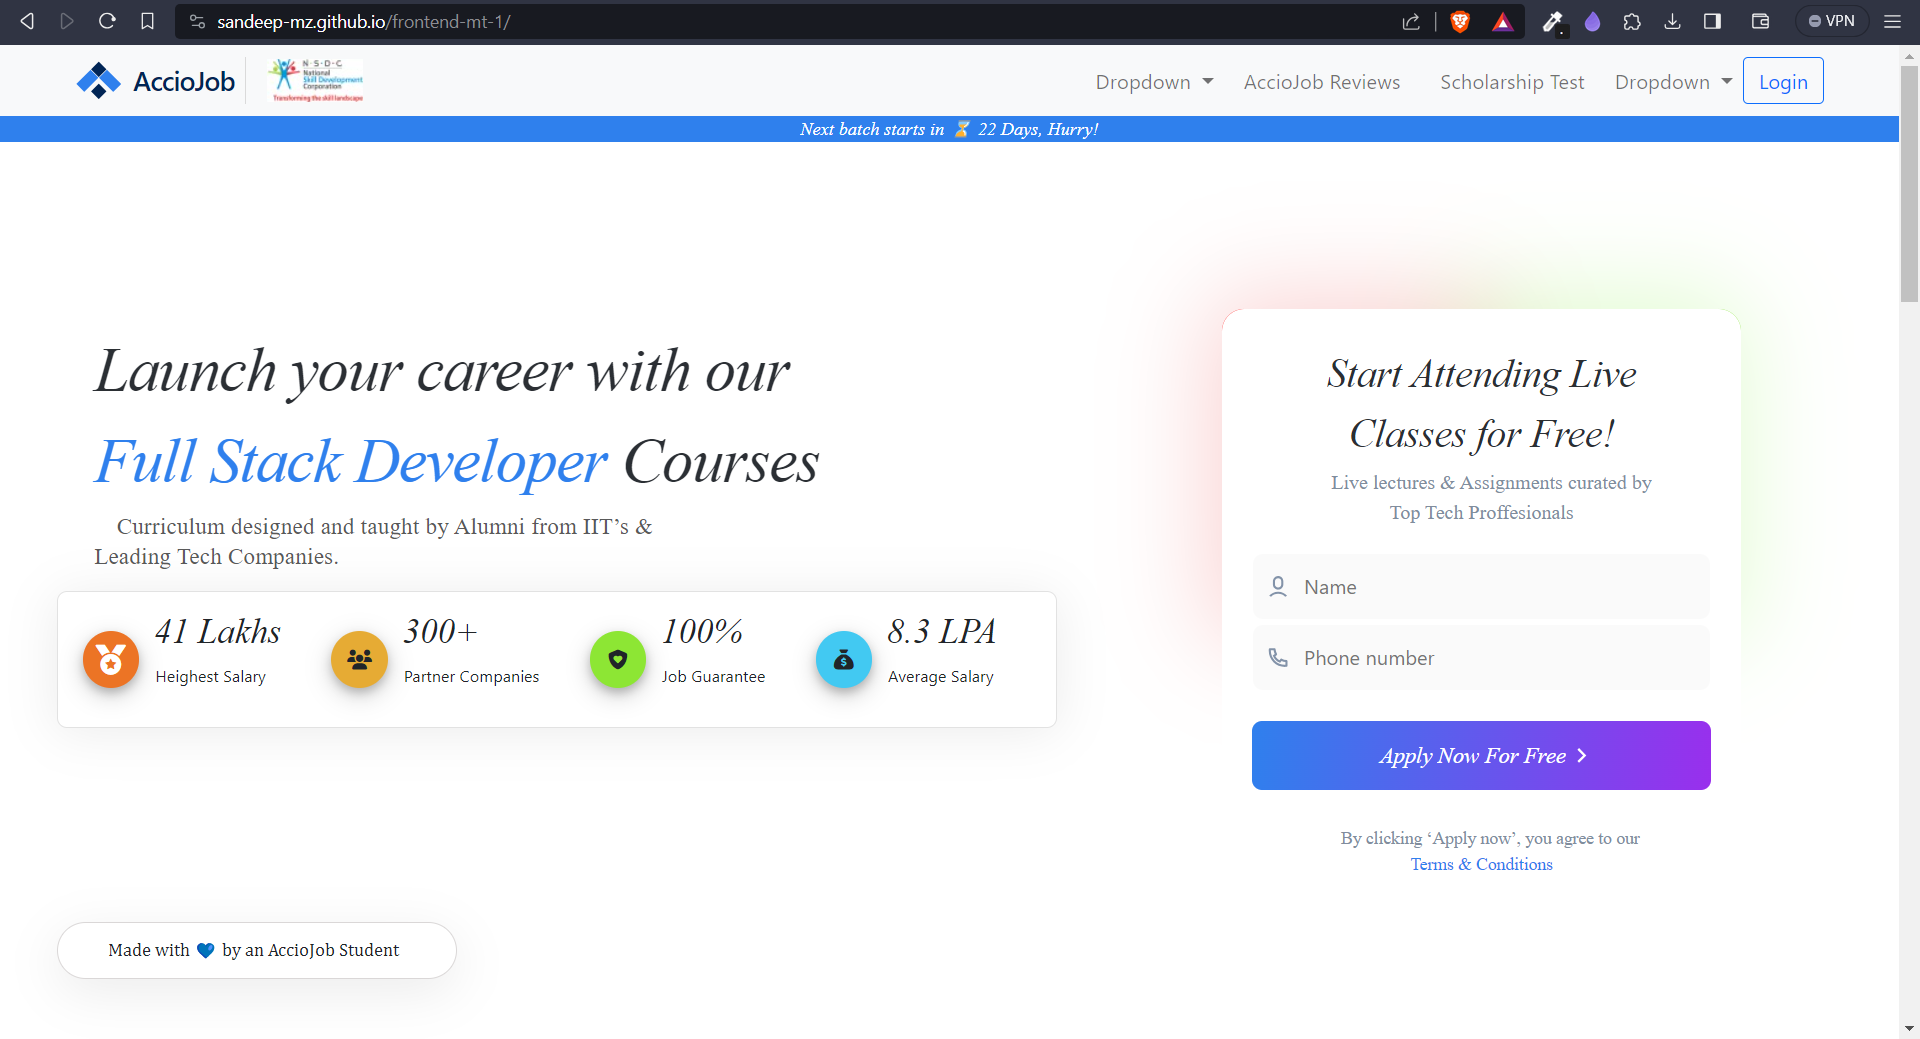 sandeep-mz.github.io/frontend-mt-1/
VPN
AccioJob
N·S·D·C
National
Skill Development
Corporation
Transforming the skill landscape
Dropdown
AccioJob Reviews
Scholarship Test
Dropdown
Login
Next batch starts in ⏳ 22 Days, Hurry!
Launch your career with our
Full Stack Developer Courses
Curriculum designed and taught by Alumni from IIT’s &
Leading Tech Companies.
41 Lakhs
Heighest Salary
300+
Partner Companies
100%
Job Guarantee
8.3 LPA
Average Salary
Made with 💙 by an AccioJob Student
Start Attending Live
Classes for Free!
Live lectures & Assignments curated by
Top Tech Proffesionals
Name
Phone number
Apply Now For Free
By clicking ‘Apply now’, you agree to our
Terms & Conditions